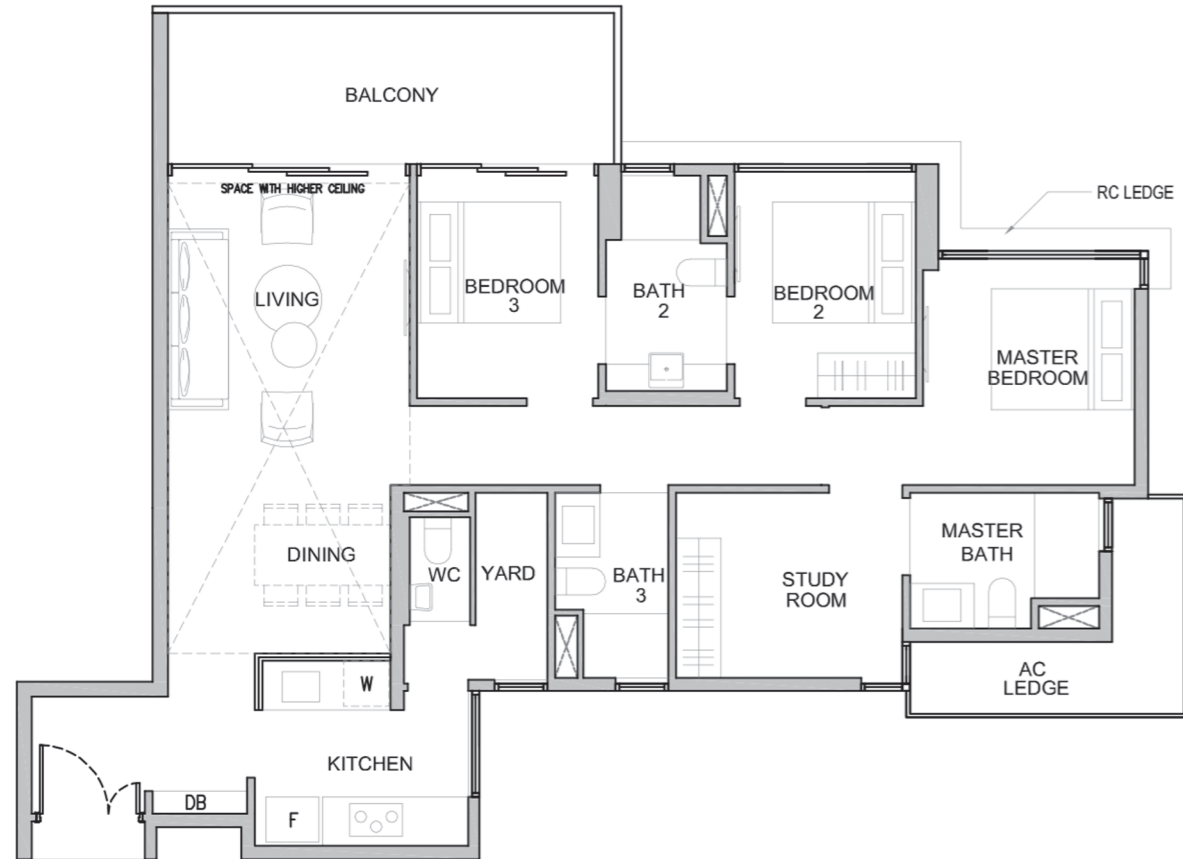 BALCONY
SPACE WITH HIGHER CEILING
RC LEDGE
LIVING
BEDROOM
3
BATH
2
BEDROOM
2
MASTER
BEDROOM
DINING
WC
YARD
BATH
3
STUDY
ROOM
MASTER
BATH
AC
LEDGE
W
KITCHEN
DB
F